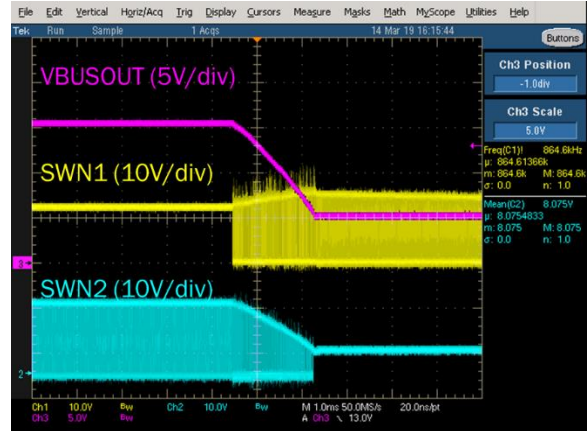 File Edit Vertical Horiz/Acq Trig Display Cursors Measure Masks Math MyScope Utilities Help
Tek Run Sample 1 Acqs 14 Mar 19 16:15:44 Buttons
VBUSOUT (5V/div)
Ch3 Position
-1.0div
Ch3 Scale
5.0V
SWN1 (10V/div)
Freq(C1)! 864.6kHz
µ: 864.61366k
m: 864.6k M: 864.6k
σ: 0.0 n: 1.0
Mean(C2) 8.075V
µ: 8.0754833
m: 8.075 M: 8.075
σ: 0.0 n: 1.0
3
SWN2 (10V/div)
2
Ch1 10.0V Bw Ch2 10.0V Bw M 1.0ms 50.0MS/s 20.0ns/pt
Ch3 5.0V Bw A Ch3 \ 13.0V